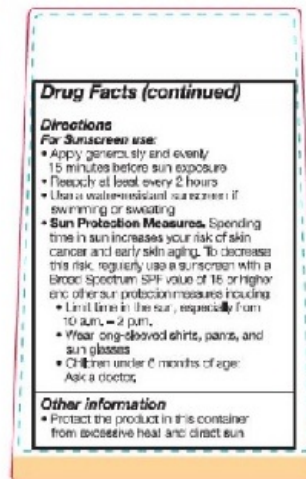 Drug Facts (continued)
Directions
For Sunscreen use:
• Apply generously and evenly
15 minutes before sun exposure
• Reapply at least every 2 hours
• Use a water-resistant sunscreen if
swimming or sweating
• Sun Protection Measures. Spending
time in sun increases your risk of skin
cancer and early skin aging. To decrease
this risk, regularly use a sunscreen with a
Broad Spectrum SPF value of 15 or higher
and other sun protection measures including:
• Limit time in the sun, especially from
10 a.m. – 2 p.m.
• Wear long-sleeved shirts, pants, and
sun glasses
• Children under 6 months of age:
Ask a doctor.
Other information
• Protect the product in this container
from excessive heat and direct sun